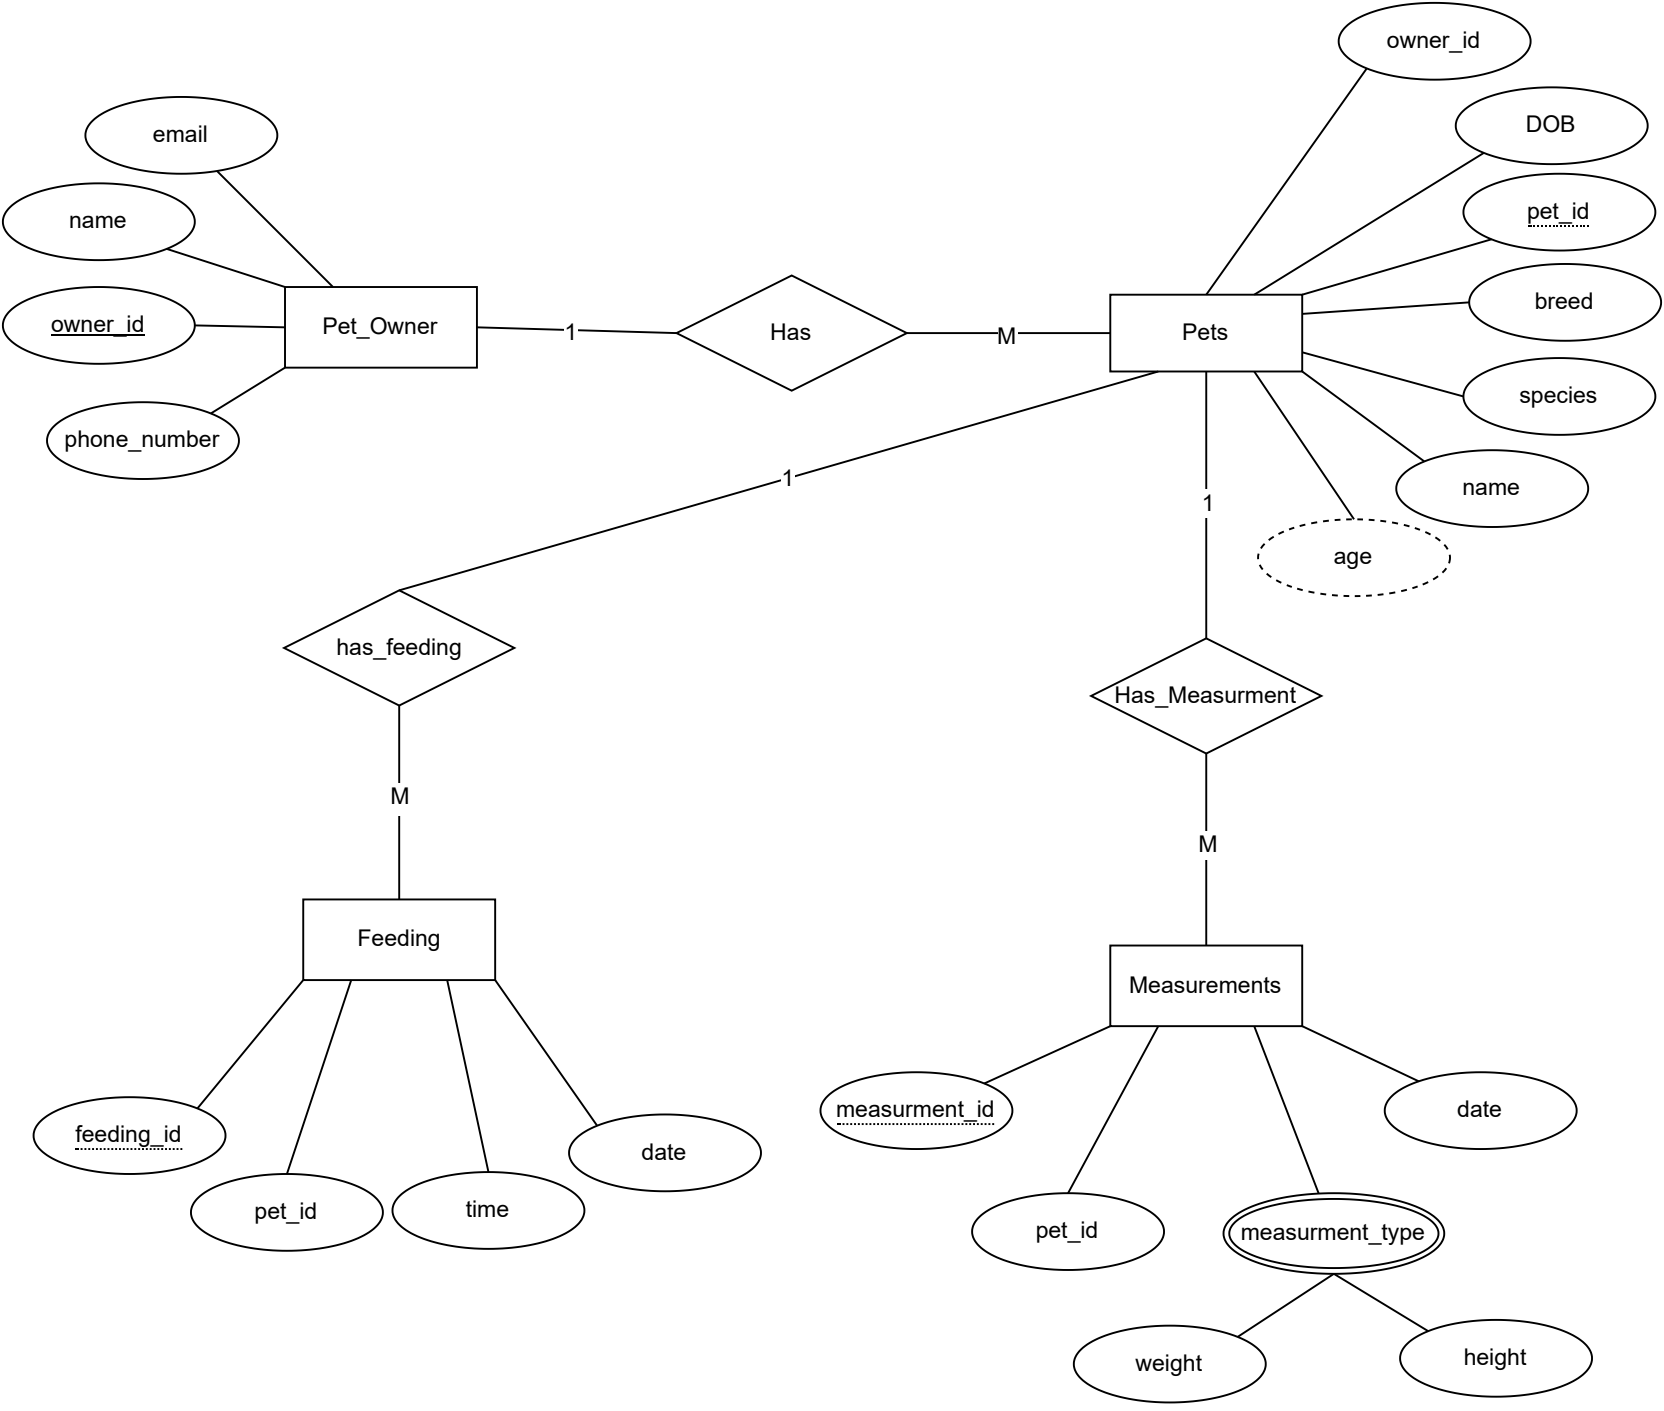 owner_id
email
DOB
name
pet_id
owner_id
Pet_Owner
1
Has
M
Pets
breed
phone_number
species
1
1
name
age
has_feeding
Has_Measurment
M
M
Feeding
Measurements
feeding_id
pet_id
time
date
measurment_id
pet_id
measurment_type
date
weight
height